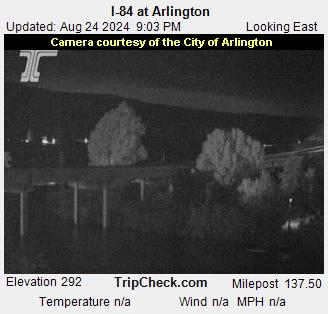 I-84 at Arlington
Updated: Aug 24 2024 9:03 PM Looking East
Camera courtesy of the City of Arlington
Elevation 292 TripCheck.com Milepost 137.50
Temperature n/a Wind n/a MPH n/a